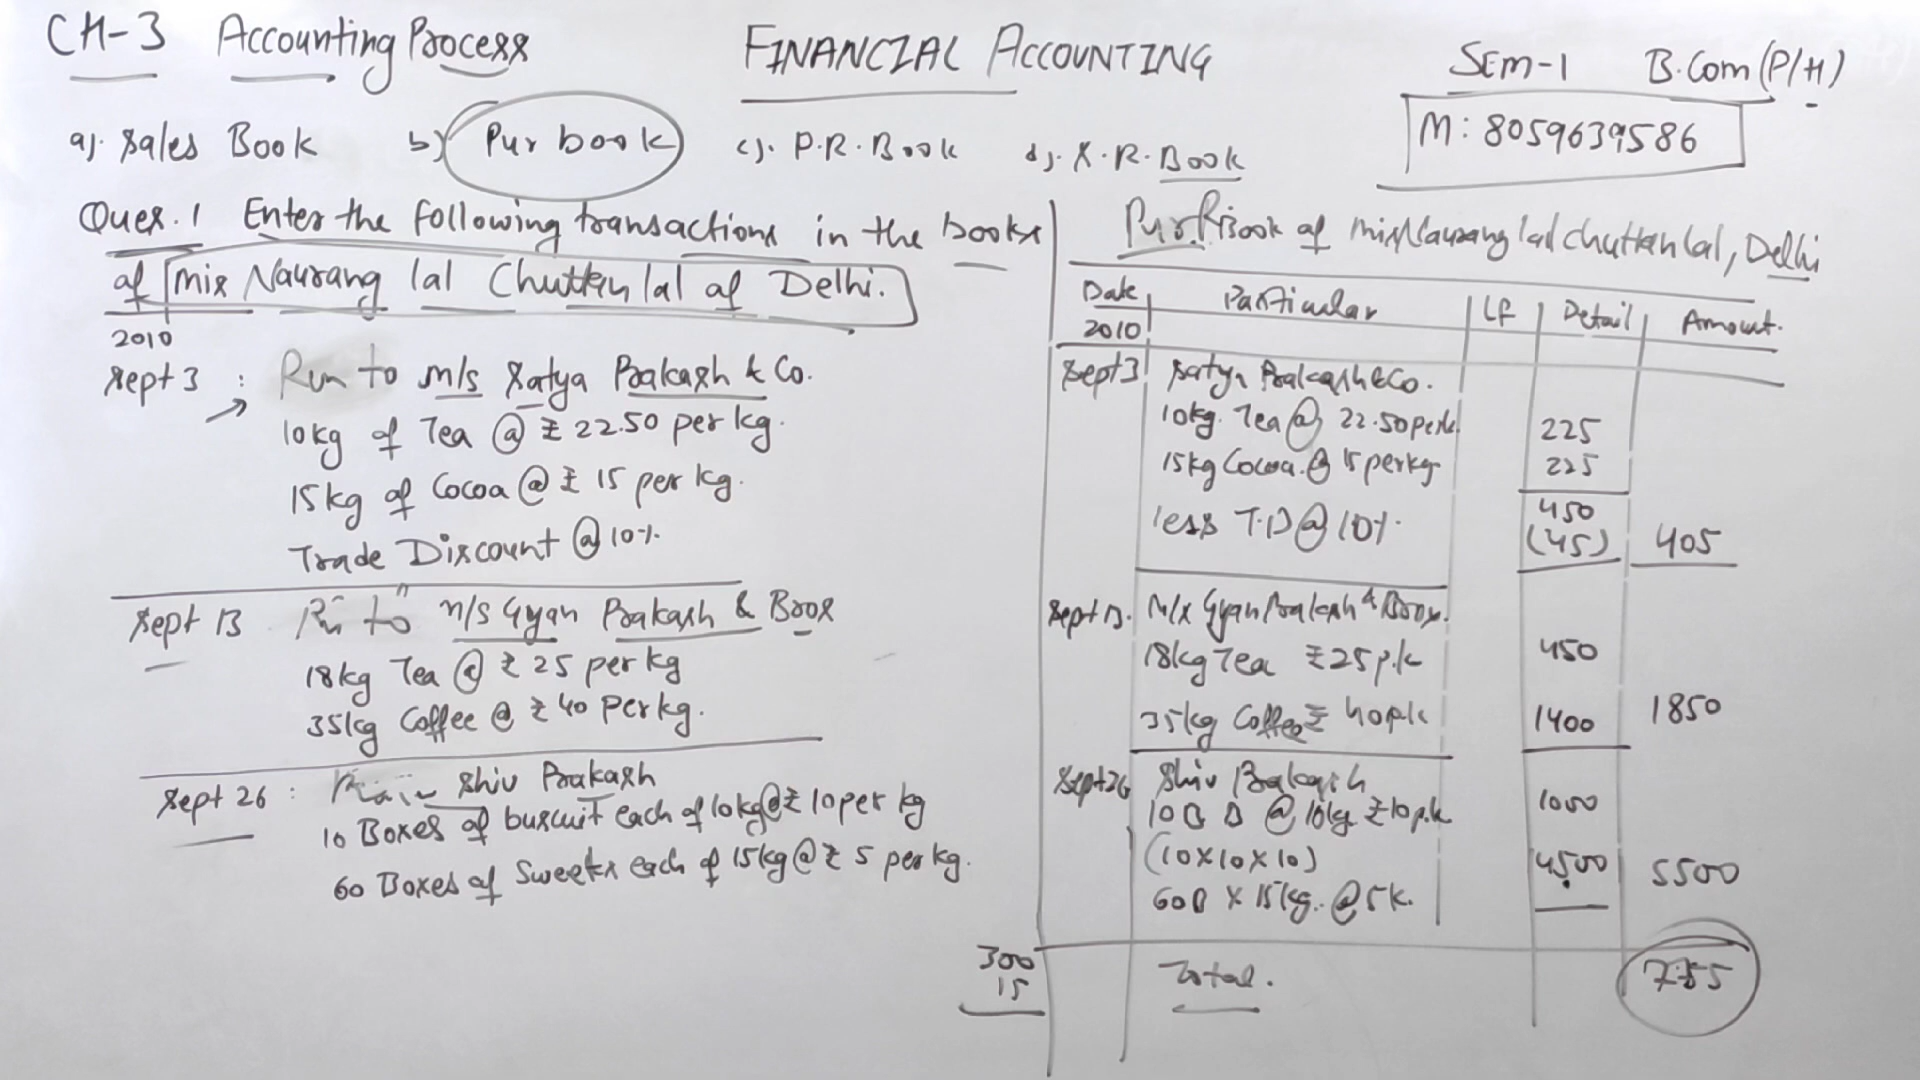 CH-3 Accounting Process
FINANCIAL ACCOUNTING
SEM-1 B.Com (P/H)
M: 8059639586
a). Sales Book b) Pur book c). P.R. Book d). S.R. Book
Ques. 1 Enter the following transactions in the books
of M/s Naurang lal Chuttan lal of Delhi.
2010
Sept 3 : to M/s Satya Prakash & Co.
10kg of Tea @ ₹ 22.50 per kg.
15kg of Cocoa @ ₹ 15 per kg.
Trade Discount @ 10%
Sept 13 to M/s Gyan Prakash & Bros
18kg Tea @ ₹ 25 per kg
35kg Coffee @ ₹ 40 per kg.
Sept 26 : Shiv Prakash
10 Boxes of buscuit each of 10kg @ ₹ 10 per kg
60 Boxes of Sweets each of 15kg @ ₹ 5 per kg.
300
15
Pur. Book of M/s Naurang lal Chuttan lal, Delhi
Date Particular LF Detail Amount.
2010
Sept 3 Satya Prakash & Co.
10kg. Tea @ 22.50 per k. 225
15kg Cocoa @ 15 per kg 225
450
less T.D @ 10% (45) 405
Sept 13. M/s Gyan Prakash & Bros.
18kg Tea ₹ 25 p.k 450
35kg Coffee ₹ 40 p.k 1400 1850
Sept 26 Shiv Prakash
10 B B @ 10kg ₹ 10 p.k 1000
(10x10x10) 4500 5500
60 B x 15kg. @ 5 k.
Total. 7755